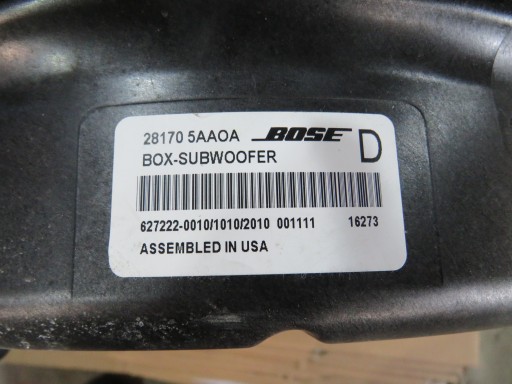 28170 5AAOA BOSE D
BOX-SUBWOOFER
627222-0010/1010/2010 001111 16273
ASSEMBLED IN USA